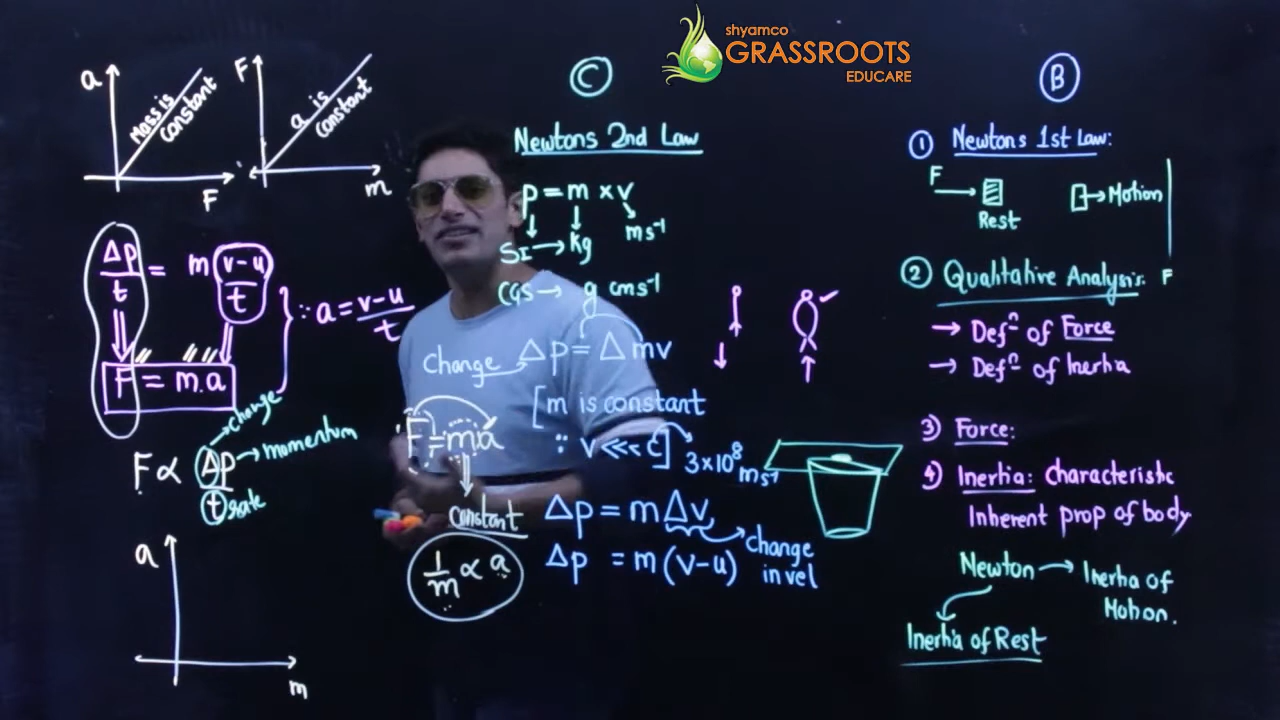 shyamco
GRASSROOTS
EDUCARE
a
Mass is
constant
F
F
a is
constant
m
Δp/t = m (v-u)/t
∵ a = v-u/t
F = m.a
F ∝ Δp/t
change
momentum
rate
a
m
C
Newtons 2nd Law
p = m × v
SI → kg ms⁻¹
CGS → g cms⁻¹
Change Δp = Δmv
[m is constant
∵ v <<< C] 3×10⁸ ms⁻¹
F = m.a
constant
1/m ∝ a
Δp = mΔv
change
in vel
Δp = m(v-u)
B
1 Newtons 1st Law:
F
Rest
Motion
2 Qualitative Analysis: F
→ Defⁿ of Force
→ Defⁿ of Inertia
3) Force:
4) Inertia: characteristic
Inherent prop of body
Newton → Inertia of
Motion.
Inertia of Rest